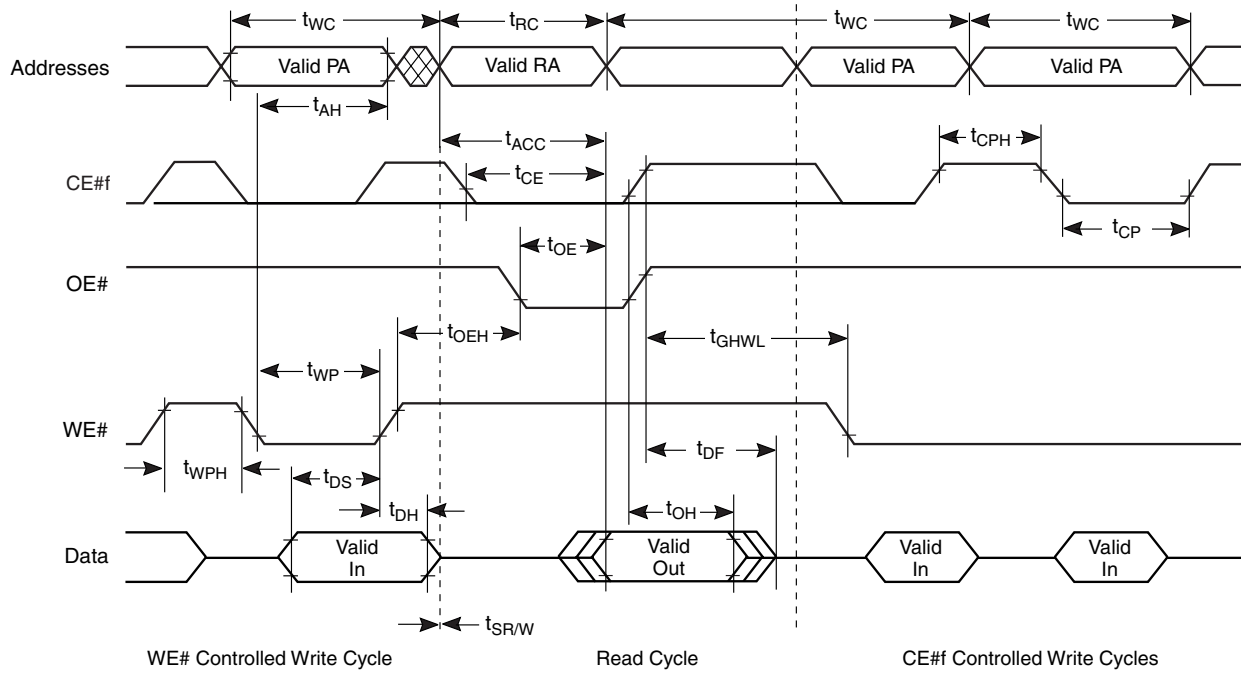 tWC tRC tWC tWC
Addresses Valid PA Valid RA Valid PA Valid PA
tAH
tACC tCPH
CE#f tCE
tCP
tOE
OE#
tOEH tGHWL
tWP
WE#
tWPH tDS tDF
tDH tOH
Data Valid In Valid Out Valid In Valid In
tSR/W
WE# Controlled Write Cycle Read Cycle CE#f Controlled Write Cycles